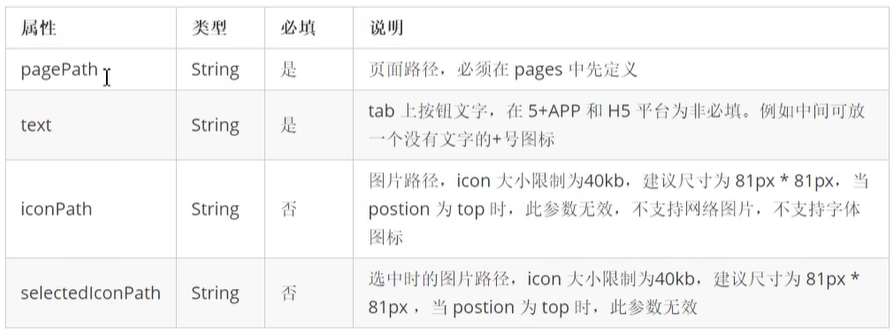 属性 类型 必填 说明
pagePath String 是 页面路径，必须在 pages 中先定义
text String 是 tab 上按钮文字，在 5+APP 和 H5 平台为非必填。例如中间可放
一个没有文字的+号图标
iconPath String 否 图片路径，icon 大小限制为40kb，建议尺寸为 81px * 81px，当
postion 为 top 时，此参数无效，不支持网络图片，不支持字体
图标
selectedIconPath String 否 选中时的图片路径，icon 大小限制为40kb，建议尺寸为 81px *
81px ，当 postion 为 top 时，此参数无效